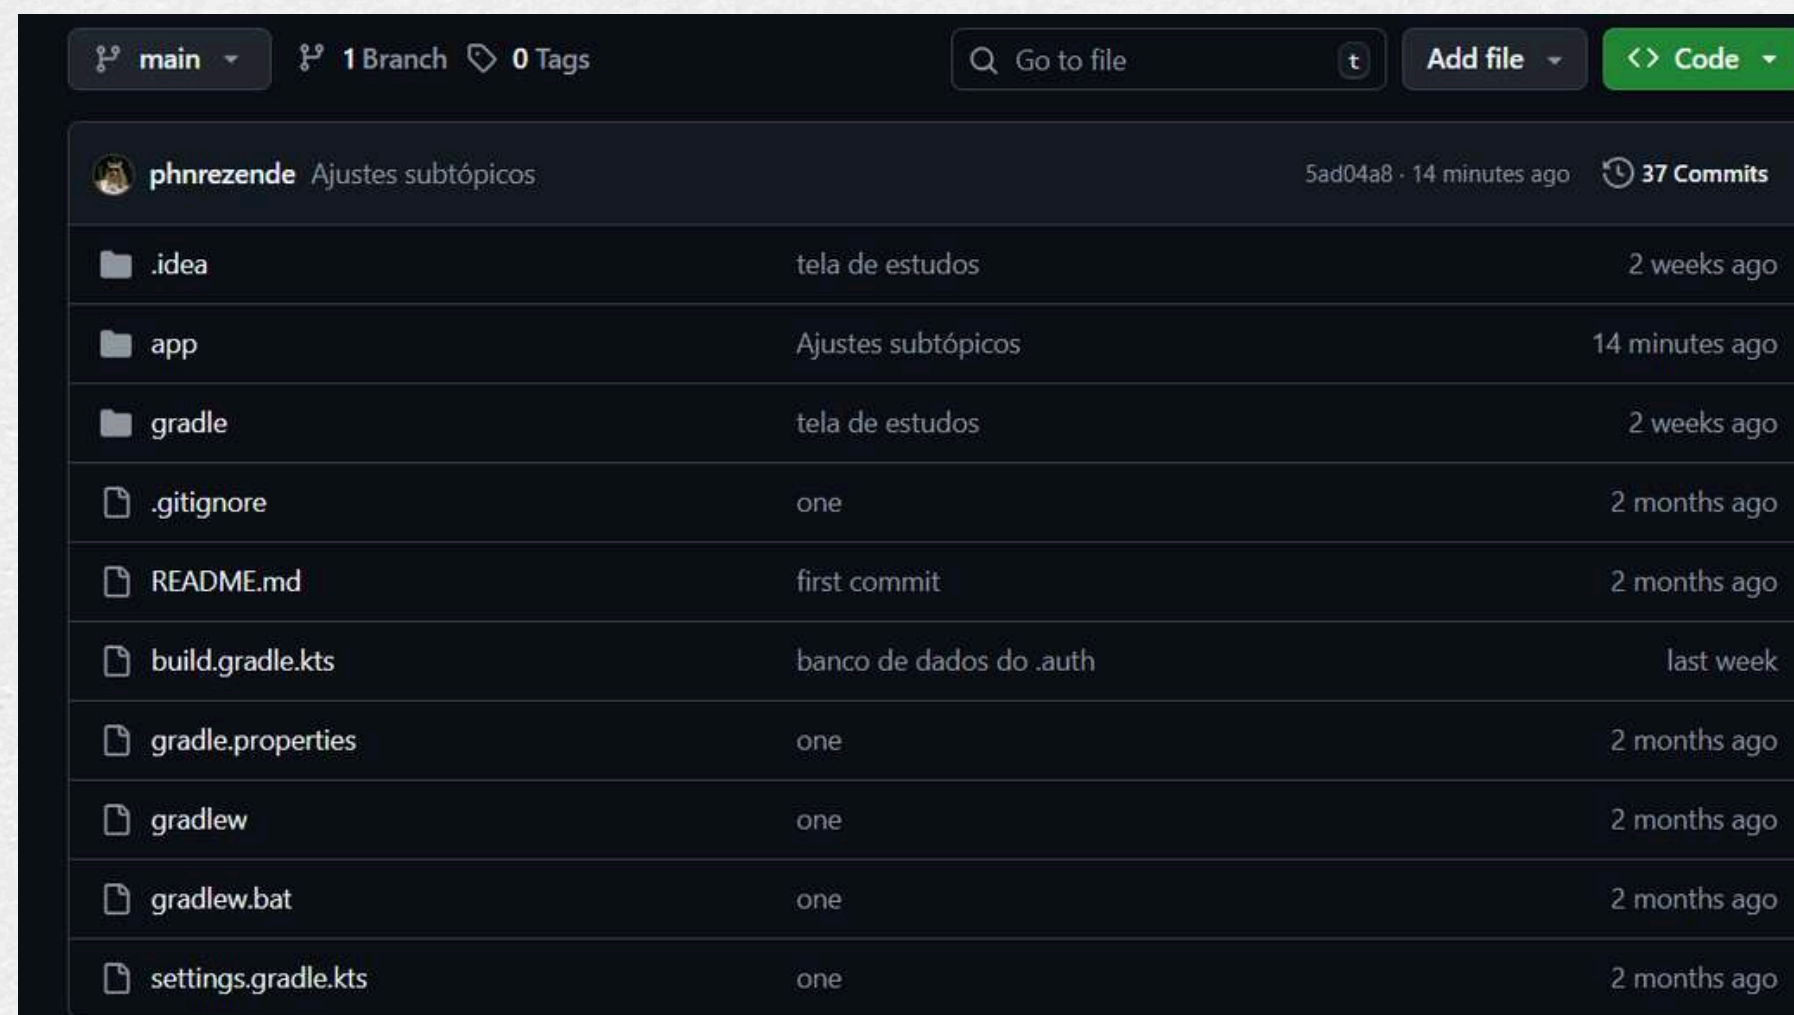 main 1 Branch 0 Tags Go to file t Add file <> Code
phnrezende Ajustes subtópicos 5ad04a8 · 14 minutes ago 37 Commits
.idea tela de estudos 2 weeks ago
app Ajustes subtópicos 14 minutes ago
gradle tela de estudos 2 weeks ago
.gitignore one 2 months ago
README.md first commit 2 months ago
build.gradle.kts banco de dados do .auth last week
gradle.properties one 2 months ago
gradlew one 2 months ago
gradlew.bat one 2 months ago
settings.gradle.kts one 2 months ago